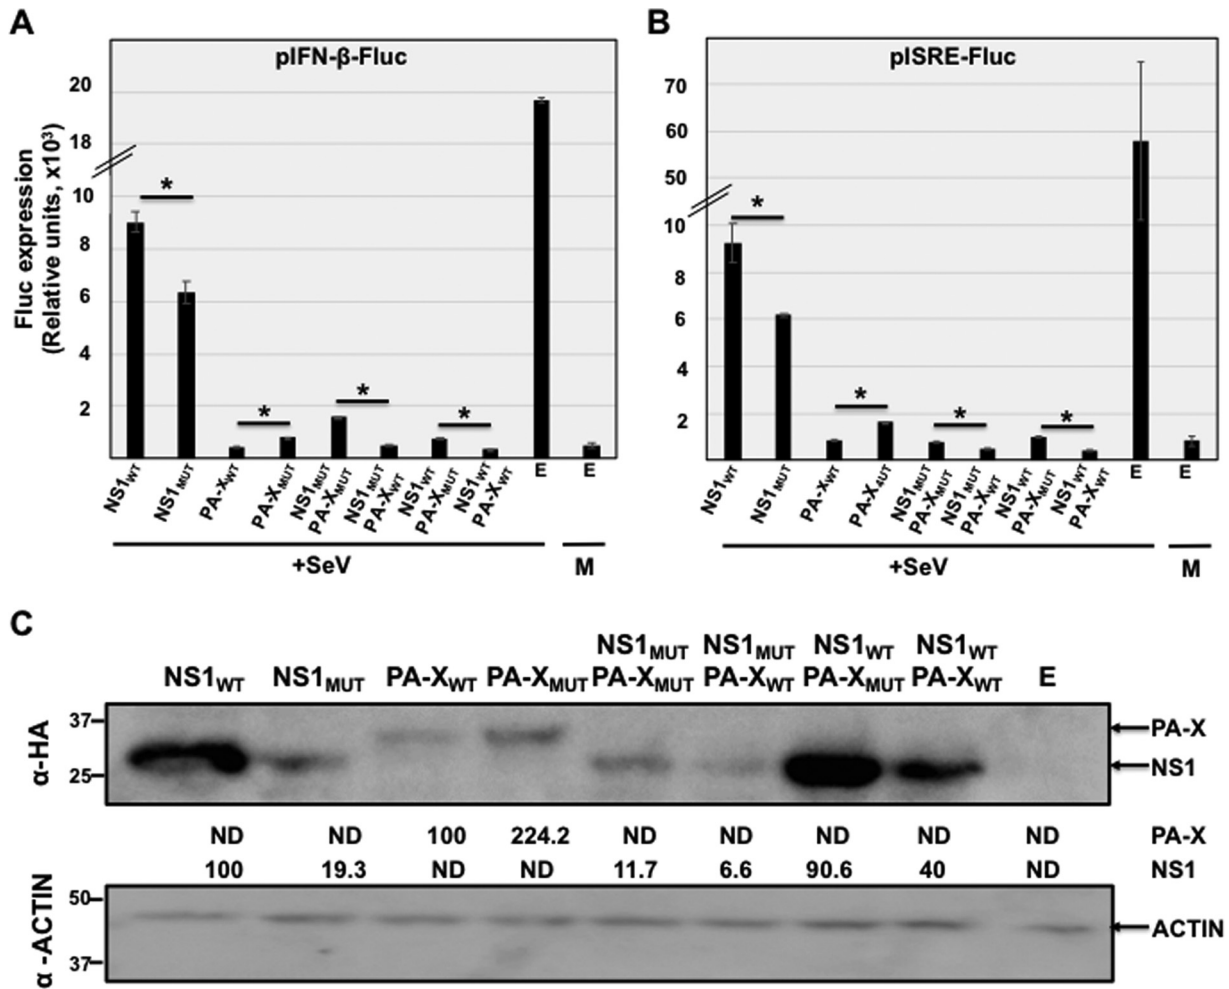 A
pIFN-β-Fluc
Fluc expression
(Relative units, x10³)
20
18
10
8
6
4
2
*
*
*
*
NS1WT
NS1MUT
PA-XWT
PA-XMUT
NS1MUT
PA-XMUT
NS1MUT
PA-XWT
NS1WT
PA-XMUT
NS1WT
PA-XWT
E
E
+SeV
M
B
pISRE-Fluc
70
60
50
10
8
6
4
2
*
*
*
*
NS1WT
NS1MUT
PA-XWT
PA-X4UT
NS1MUT
PA-XMUT
NS1MUT
PA-XWT
NS1WT
PA-XMUT
NS1WT
PA-XWT
E
E
+SeV
M
C
NS1MUT NS1MUT NS1WT NS1WT
NS1WT NS1MUT PA-XWT PA-XMUT PA-XMUT PA-XWT PA-XMUT PA-XWT E
α-HA
37
25
PA-X
NS1
ND ND 100 224.2 ND ND ND ND ND PA-X
100 19.3 ND ND 11.7 6.6 90.6 40 ND NS1
α-ACTIN
50
37
ACTIN